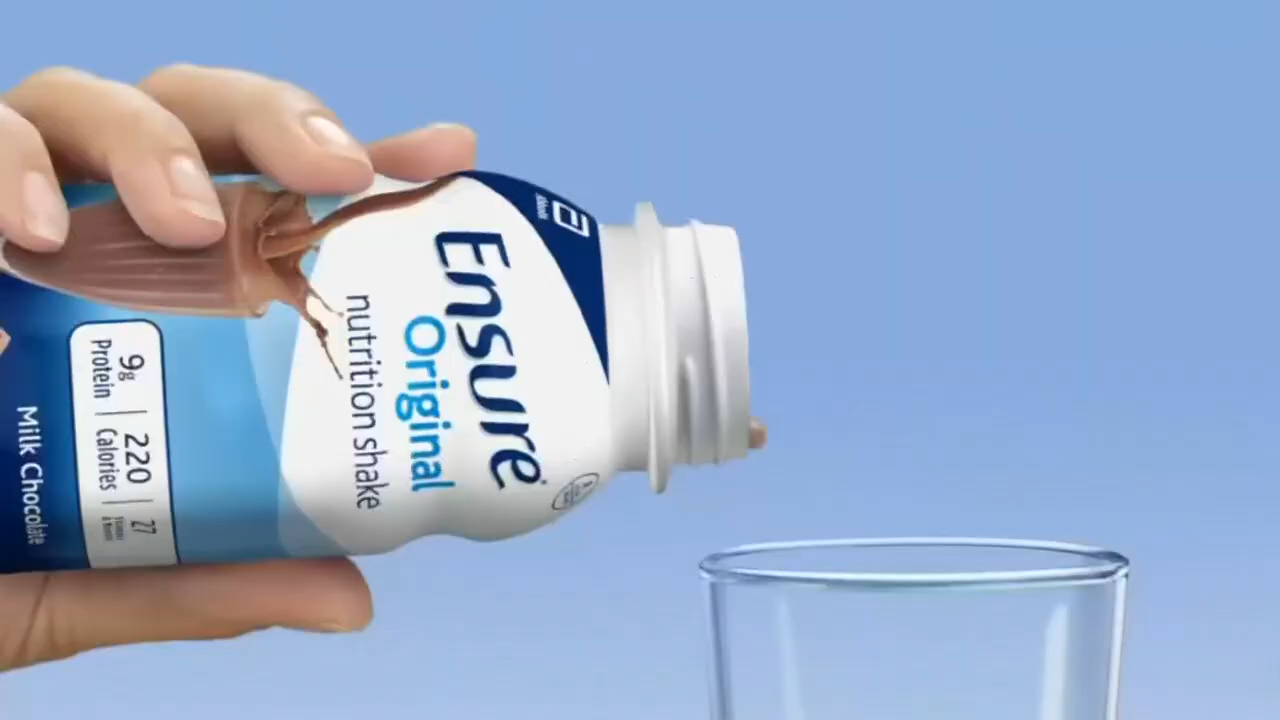 Ensure
Original
nutrition shake
9g
Protein
220
Calories
27
Milk Chocolate